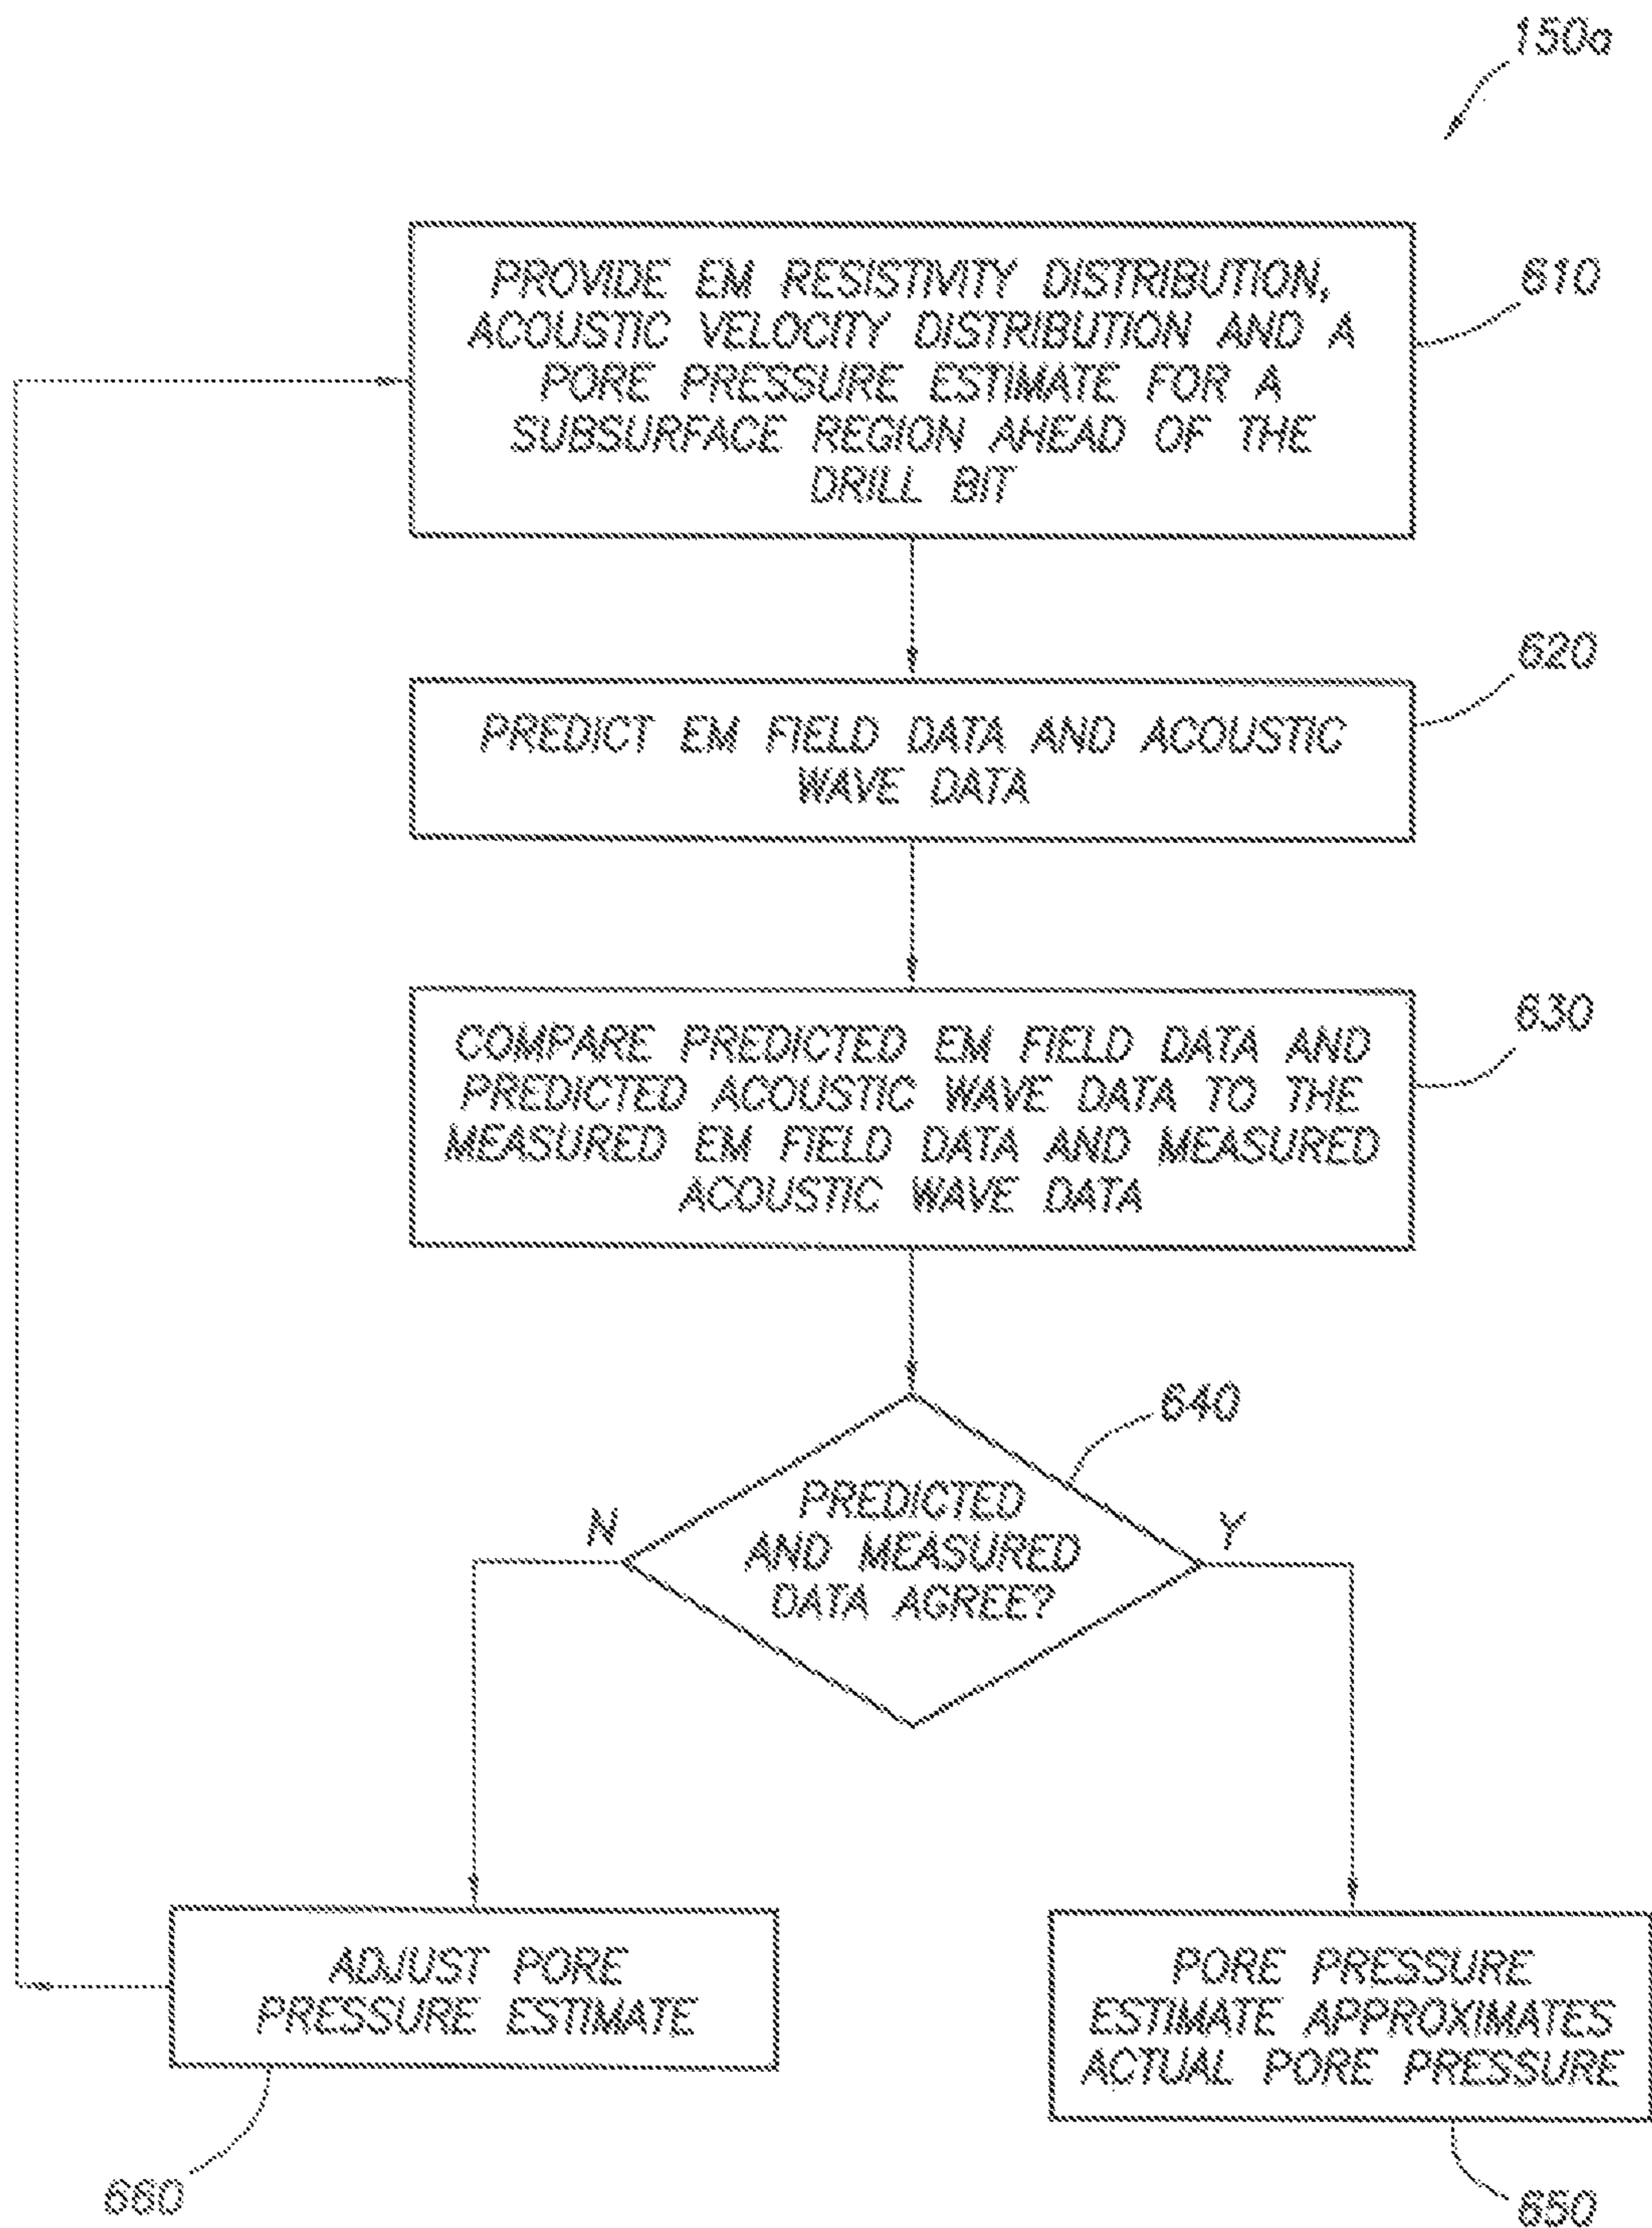 150a
PROVIDE EM RESISTIVITY DISTRIBUTION,
ACOUSTIC VELOCITY DISTRIBUTION AND A
PORE PRESSURE ESTIMATE FOR A
SUBSURFACE REGION AHEAD OF THE
DRILL BIT
610
PREDICT EM FIELD DATA AND ACOUSTIC
WAVE DATA
620
COMPARE PREDICTED EM FIELD DATA AND
PREDICTED ACOUSTIC WAVE DATA TO THE
MEASURED EM FIELD DATA AND MEASURED
ACOUSTIC WAVE DATA
630
640
PREDICTED
AND MEASURED
DATA AGREE?
N
Y
ADJUST PORE
PRESSURE ESTIMATE
660
PORE PRESSURE
ESTIMATE APPROXIMATES
ACTUAL PORE PRESSURE
650